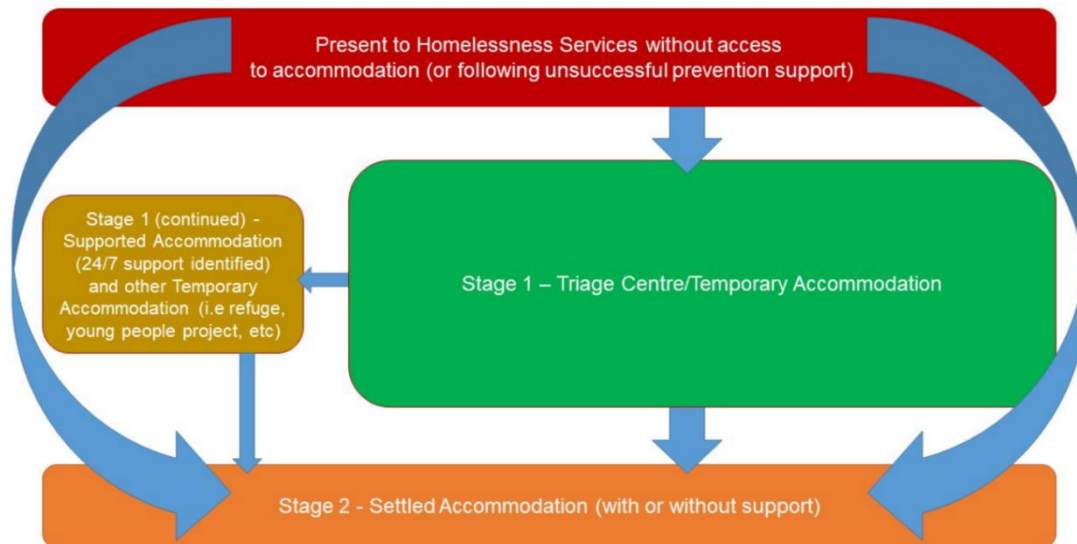 Present to Homelessness Services without access
to accommodation (or following unsuccessful prevention support)
Stage 1 (continued) -
Supported Accommodation
(24/7 support identified)
and other Temporary
Accommodation (i.e refuge,
young people project, etc)
Stage 1 – Triage Centre/Temporary Accommodation
Stage 2 - Settled Accommodation (with or without support)